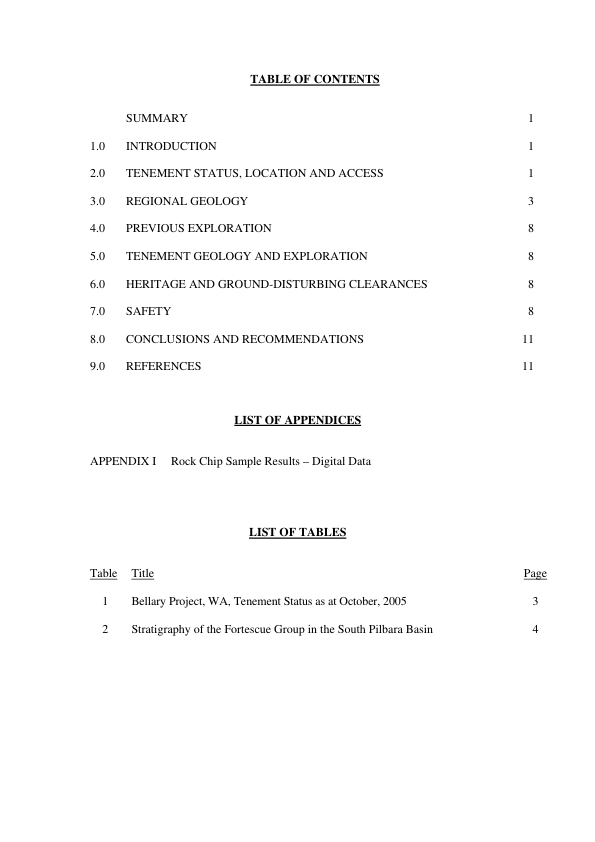 TABLE OF CONTENTS
SUMMARY 1
1.0 INTRODUCTION 1
2.0 TENEMENT STATUS, LOCATION AND ACCESS 1
3.0 REGIONAL GEOLOGY 3
4.0 PREVIOUS EXPLORATION 8
5.0 TENEMENT GEOLOGY AND EXPLORATION 8
6.0 HERITAGE AND GROUND-DISTURBING CLEARANCES 8
7.0 SAFETY 8
8.0 CONCLUSIONS AND RECOMMENDATIONS 11
9.0 REFERENCES 11
LIST OF APPENDICES
APPENDIX I Rock Chip Sample Results – Digital Data
LIST OF TABLES
Table Title Page
1 Bellary Project, WA, Tenement Status as at October, 2005 3
2 Stratigraphy of the Fortescue Group in the South Pilbara Basin 4